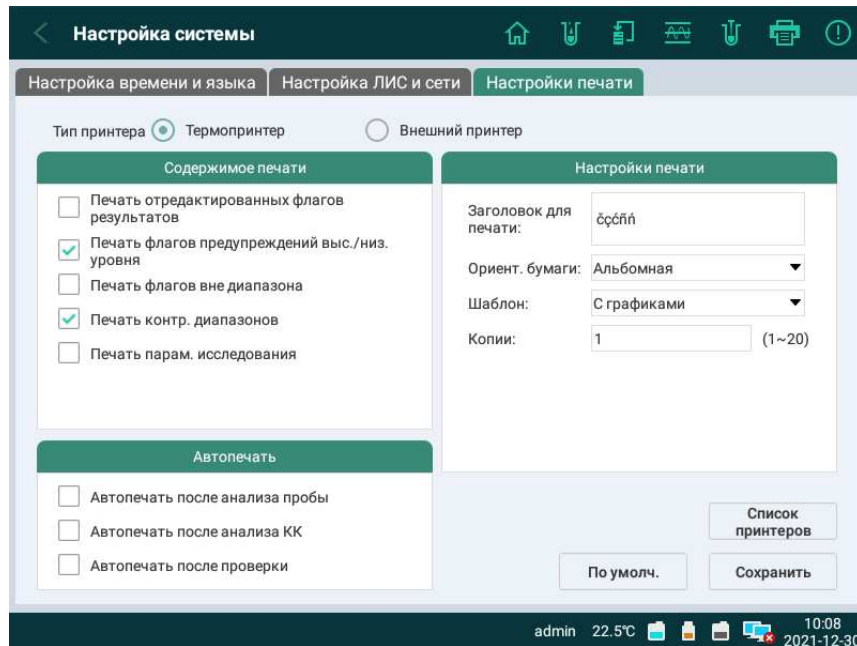 Настройка системы
Настройка времени и языка
Настройка ЛИС и сети
Настройки печати
Тип принтера
Термопринтер
Внешний принтер
Содержимое печати
Печать отредактированных флагов
результатов
Печать флагов предупреждений выс./низ.
уровня
Печать флагов вне диапазона
Печать контр. диапазонов
Печать парам. исследования
Настройки печати
Заголовок для
печати:
čçćñń
Ориент. бумаги:
Альбомная
Шаблон:
С графиками
Копии:
1
(1~20)
Автопечать
Автопечать после анализа пробы
Автопечать после анализа КК
Автопечать после проверки
Список
принтеров
По умолч.
Сохранить
admin
22.5℃
10:08
2021-12-30